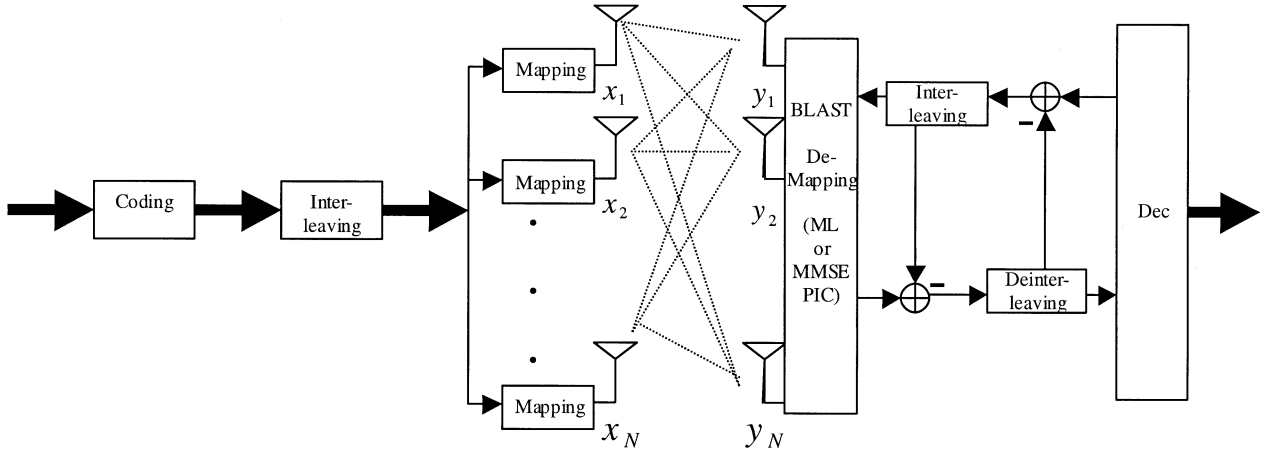 Coding
Inter-
leaving
Mapping
x1
Mapping
x2
Mapping
xN
y1
y2
yN
BLAST
De-
Mapping
(ML
or
MMSE
PIC)
Inter-
leaving
−
−
Deinter-
leaving
Dec